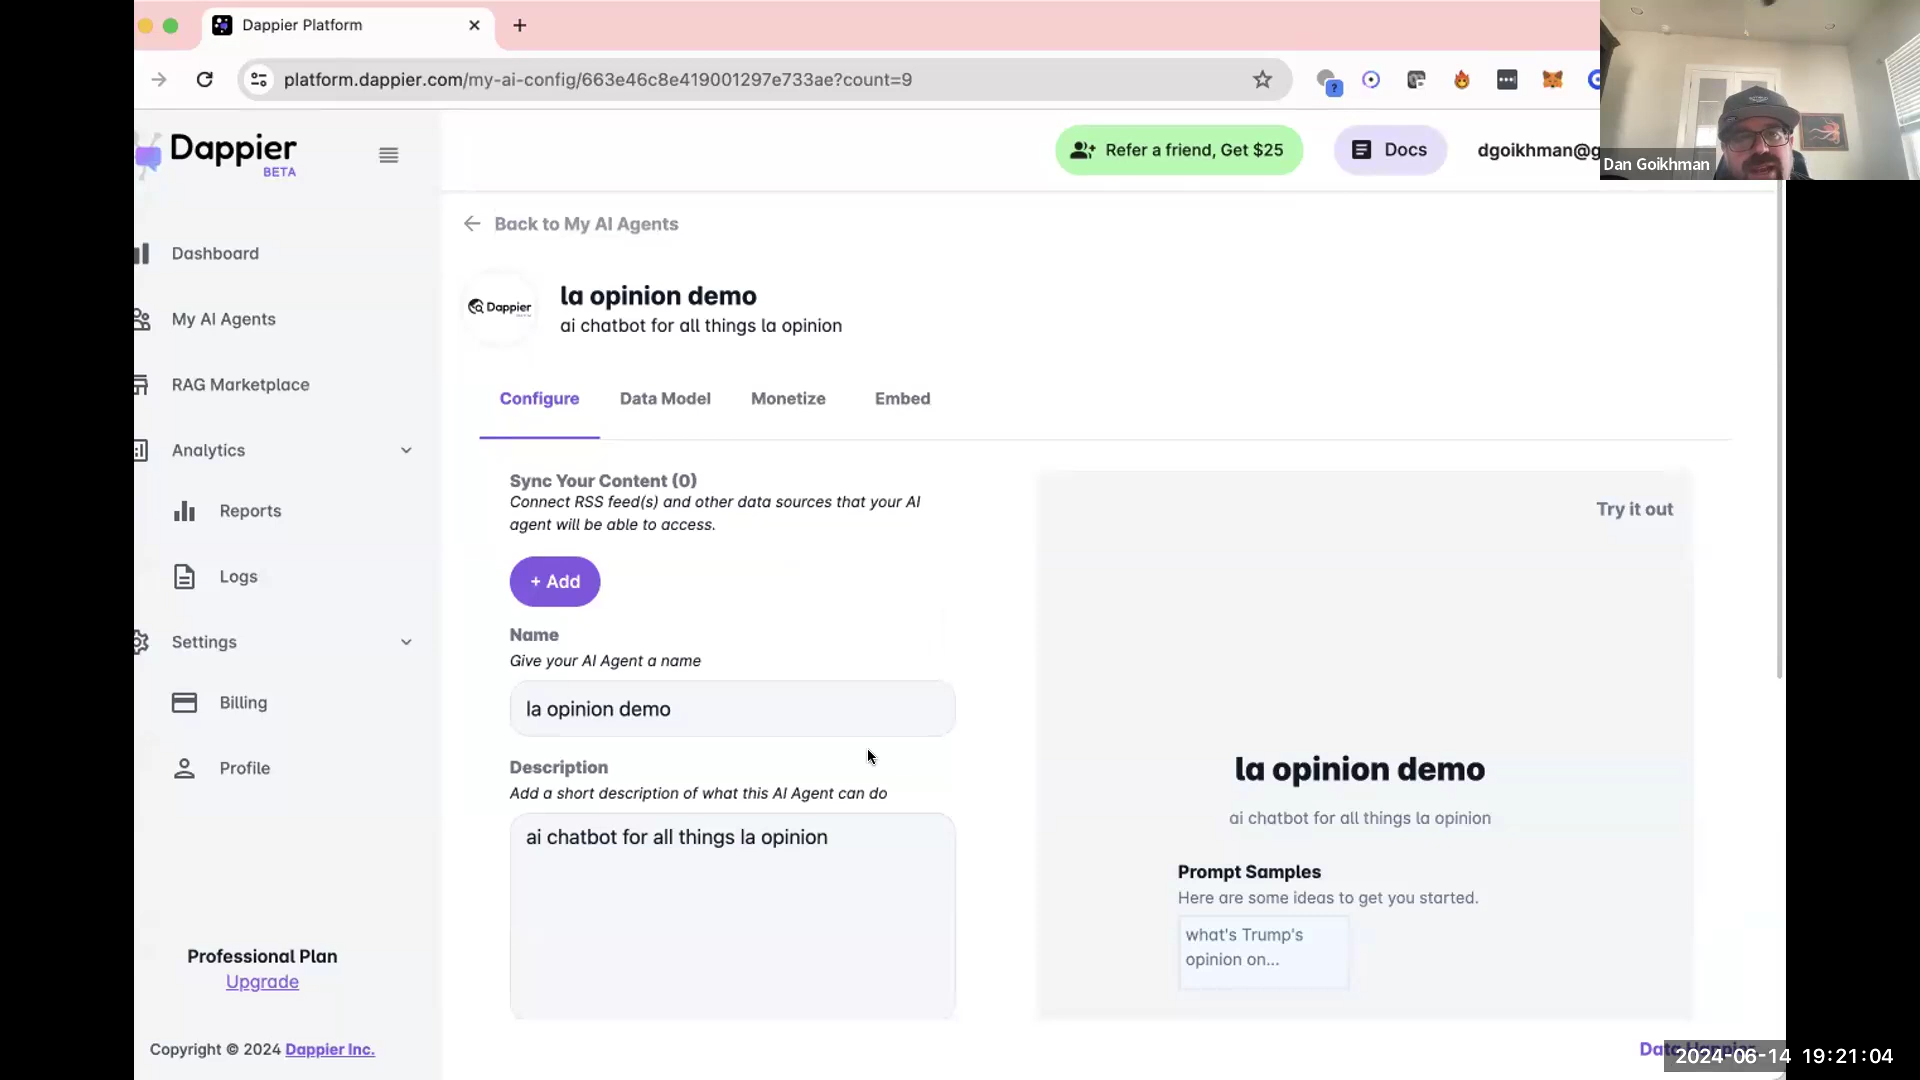 Dappier Platform
platform.dappier.com/my-ai-config/663e46c8e419001297e733ae?count=9
Dappier
BETA
Refer a friend, Get $25
Docs
dgoikhman@g
Dan Goikhman
Dashboard
My AI Agents
RAG Marketplace
Analytics
Reports
Logs
Settings
Billing
Profile
Professional Plan
Upgrade
Copyright © 2024 Dappier Inc.
Back to My AI Agents
Dappier
la opinion demo
ai chatbot for all things la opinion
Configure
Data Model
Monetize
Embed
Sync Your Content (0)
Connect RSS feed(s) and other data sources that your AI
agent will be able to access.
+ Add
Name
Give your AI Agent a name
la opinion demo
Description
Add a short description of what this AI Agent can do
ai chatbot for all things la opinion
Try it out
la opinion demo
ai chatbot for all things la opinion
Prompt Samples
Here are some ideas to get you started.
what's Trump's
opinion on...
2024-06-14 19:21:04